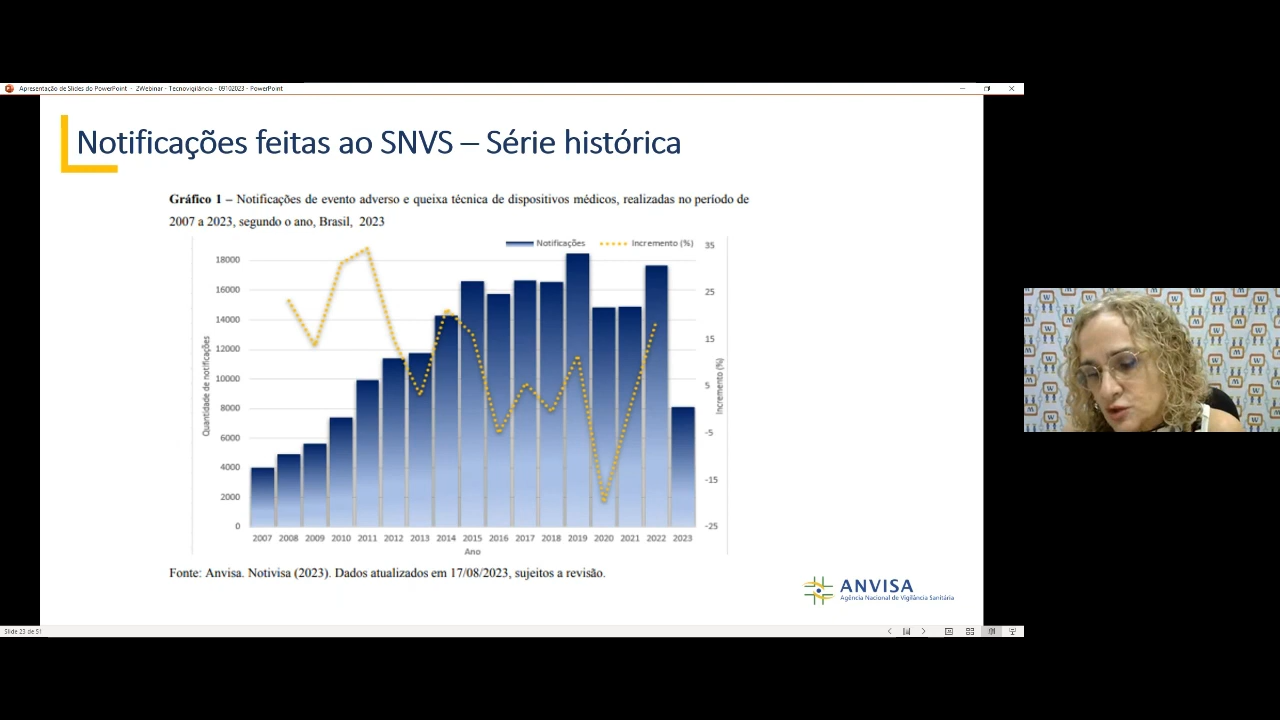 Apresentação de Slides do PowerPoint - 2Webinar - Tecnovigilância - 09102023 - PowerPoint
Notificações feitas ao SNVS – Série histórica
Gráfico 1 – Notificações de evento adverso e queixa técnica de dispositivos médicos, realizadas no período de
2007 a 2023, segundo o ano, Brasil, 2023
Notificações Incremento (%)
Quantidade de notificações
18000
16000
14000
12000
10000
8000
6000
4000
2000
0
35
25
15
5
-5
-15
-25
Incremento (%)
2007 2008 2009 2010 2011 2012 2013 2014 2015 2016 2017 2018 2019 2020 2021 2022 2023
Ano
Fonte: Anvisa. Notivisa (2023). Dados atualizados em 17/08/2023, sujeitos a revisão.
ANVISA
Agência Nacional de Vigilância Sanitária
Slide 23 de 51